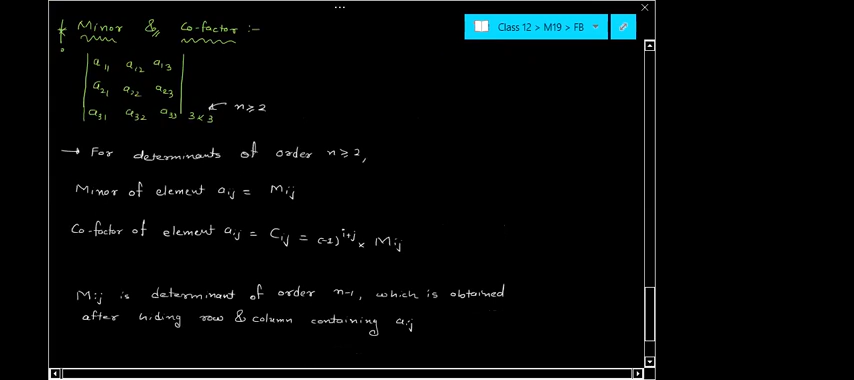 ...
* Minor & Co-factor :-
Class 12 > M19 > FB
| a11 a12 a13 |
| a21 a22 a23 |
| a31 a32 a33 | 3×3 ← n≥2
→ For determinants of order n≥2,
Minor of element aij = Mij
Co-factor of element aij = Cij = (-1)^i+j × Mij
Mij is determinant of order n-1, which is obtained
after hiding row & column containing aij